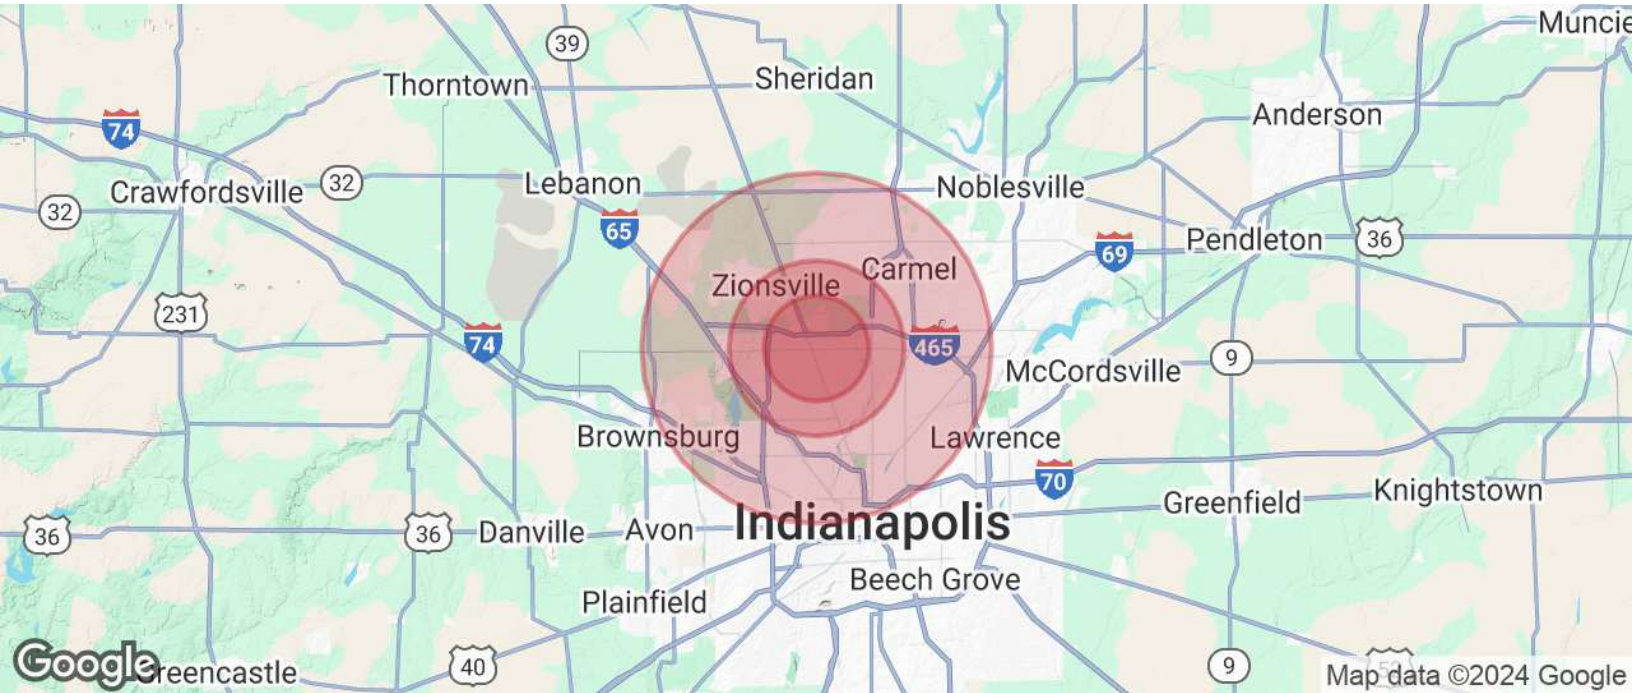 Muncie
39
Thorntown
Sheridan
74
Anderson
Crawfordsville
32
Lebanon
Noblesville
32
65
69
Pendleton
36
Zionsville
Carmel
231
74
465
McCordsville
9
Brownsburg
Lawrence
70
Greenfield
Knightstown
36
36
Danville
Avon
Indianapolis
Beech Grove
Plainfield
Google
Greencastle
40
9
Map data ©2024 Google